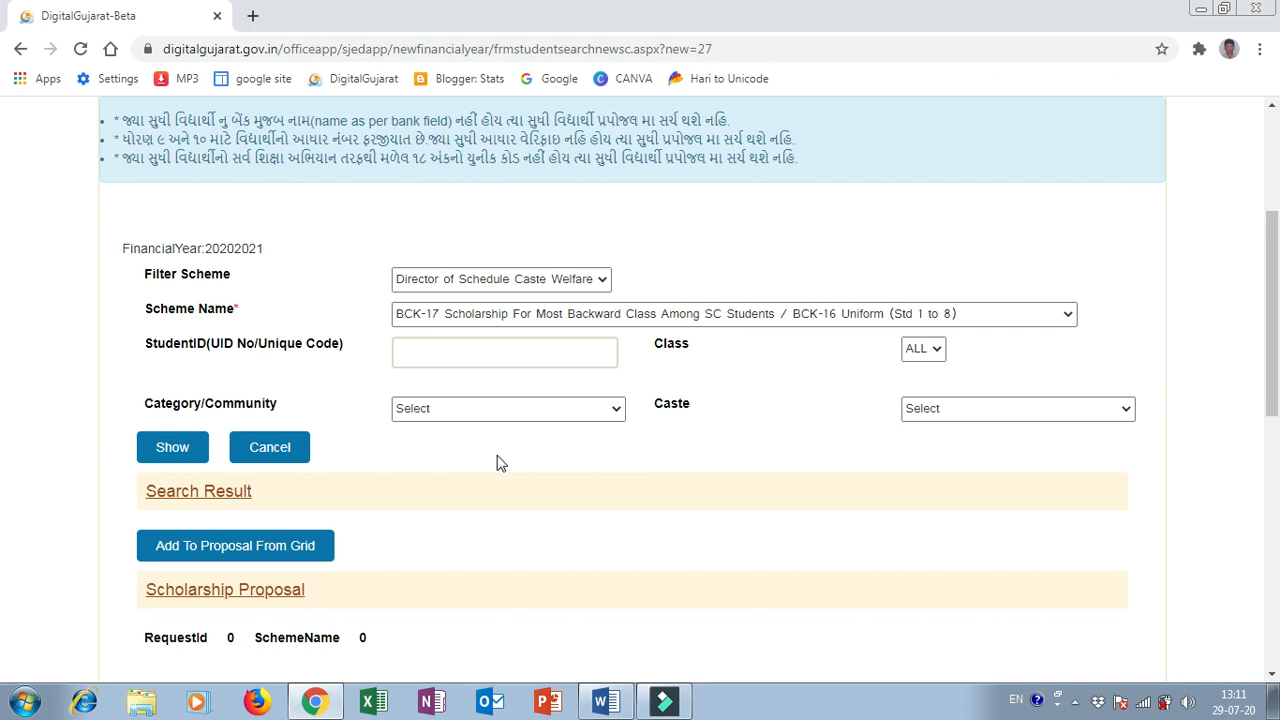 DigitalGujarat-Beta
digitalgujarat.gov.in/officeapp/sjedapp/newfinancialyear/frmstudentsearchnewsc.aspx?new=27
Apps Settings MP3 google site DigitalGujarat Blogger: Stats Google CANVA Hari to Unicode
* જ્યા સુધી વિદ્યાર્થી નુ બેંક મુજબ નામ(name as per bank field) નહીં હોય ત્યા સુધી વિદ્યાર્થી પ્રપોજલ મા સર્ચ થશે નહિ.
* ધોરણ ૯ અને ૧૦ માટે વિદ્યાર્થીનો આધાર નંબર ફરજીયાત છે.જ્યા સુધી આધાર વેરિફાઇ નહિ હોય ત્યા સુધી પ્રપોજલ મા સર્ચ થશે નહિ.
* જ્યા સુધી વિદ્યાર્થીનો સર્વ શિક્ષા અભિયાન તરફથી મળેલ ૧૮ અંકનો યુનીક કોડ નહીં હોય ત્યા સુધી વિદ્યાર્થી પ્રપોજલ મા સર્ચ થશે નહિ.
FinancialYear:20202021
Filter Scheme Director of Schedule Caste Welfare
Scheme Name* BCK-17 Scholarship For Most Backward Class Among SC Students / BCK-16 Uniform (Std 1 to 8)
StudentID(UID No/Unique Code) Class ALL
Category/Community Select Caste Select
Show Cancel
Search Result
Add To Proposal From Grid
Scholarship Proposal
RequestId 0 SchemeName 0
EN 13:11
29-07-20